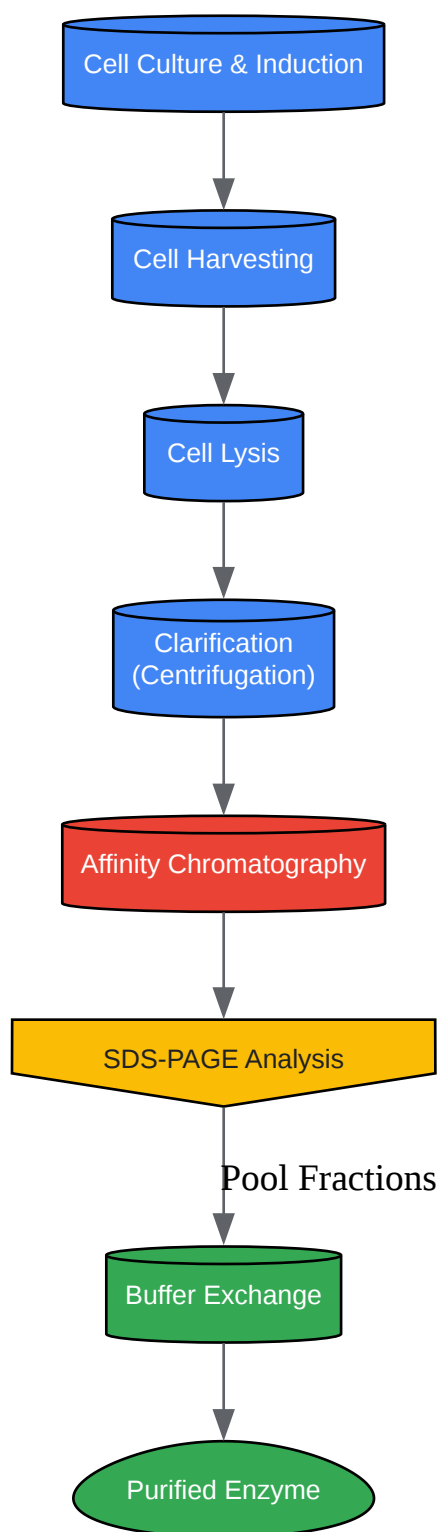 Cell Culture & Induction
Cell Harvesting
Cell Lysis
Clarification
(Centrifugation)
Affinity Chromatography
SDS-PAGE Analysis
Pool Fractions
Buffer Exchange
Purified Enzyme